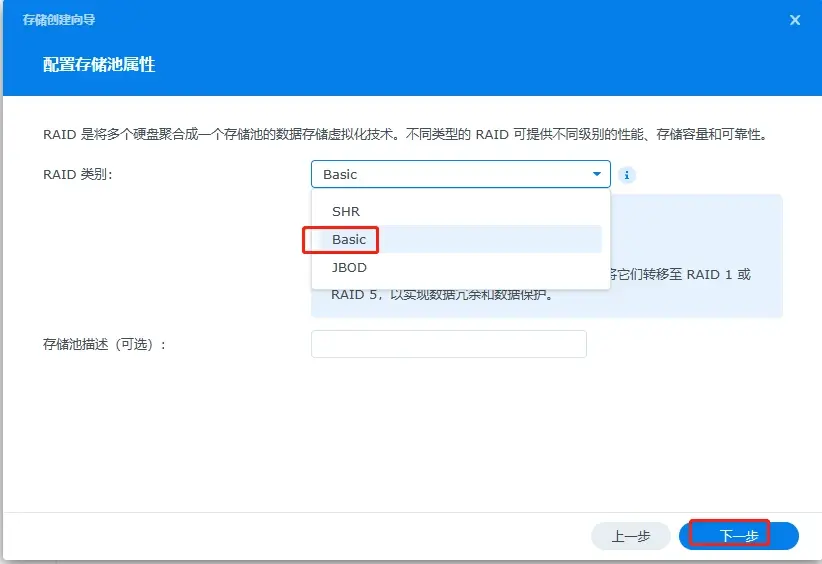 存储创建向导
配置存储池属性
RAID 是将多个硬盘聚合成一个存储池的数据存储虚拟化技术。不同类型的 RAID 可提供不同级别的性能、存储容量和可靠性。
RAID 类别:
Basic
SHR
Basic
JBOD
它们转移至 RAID 1 或
RAID 5，以实现数据冗余和数据保护。
存储池描述（可选）:
上一步
下一步